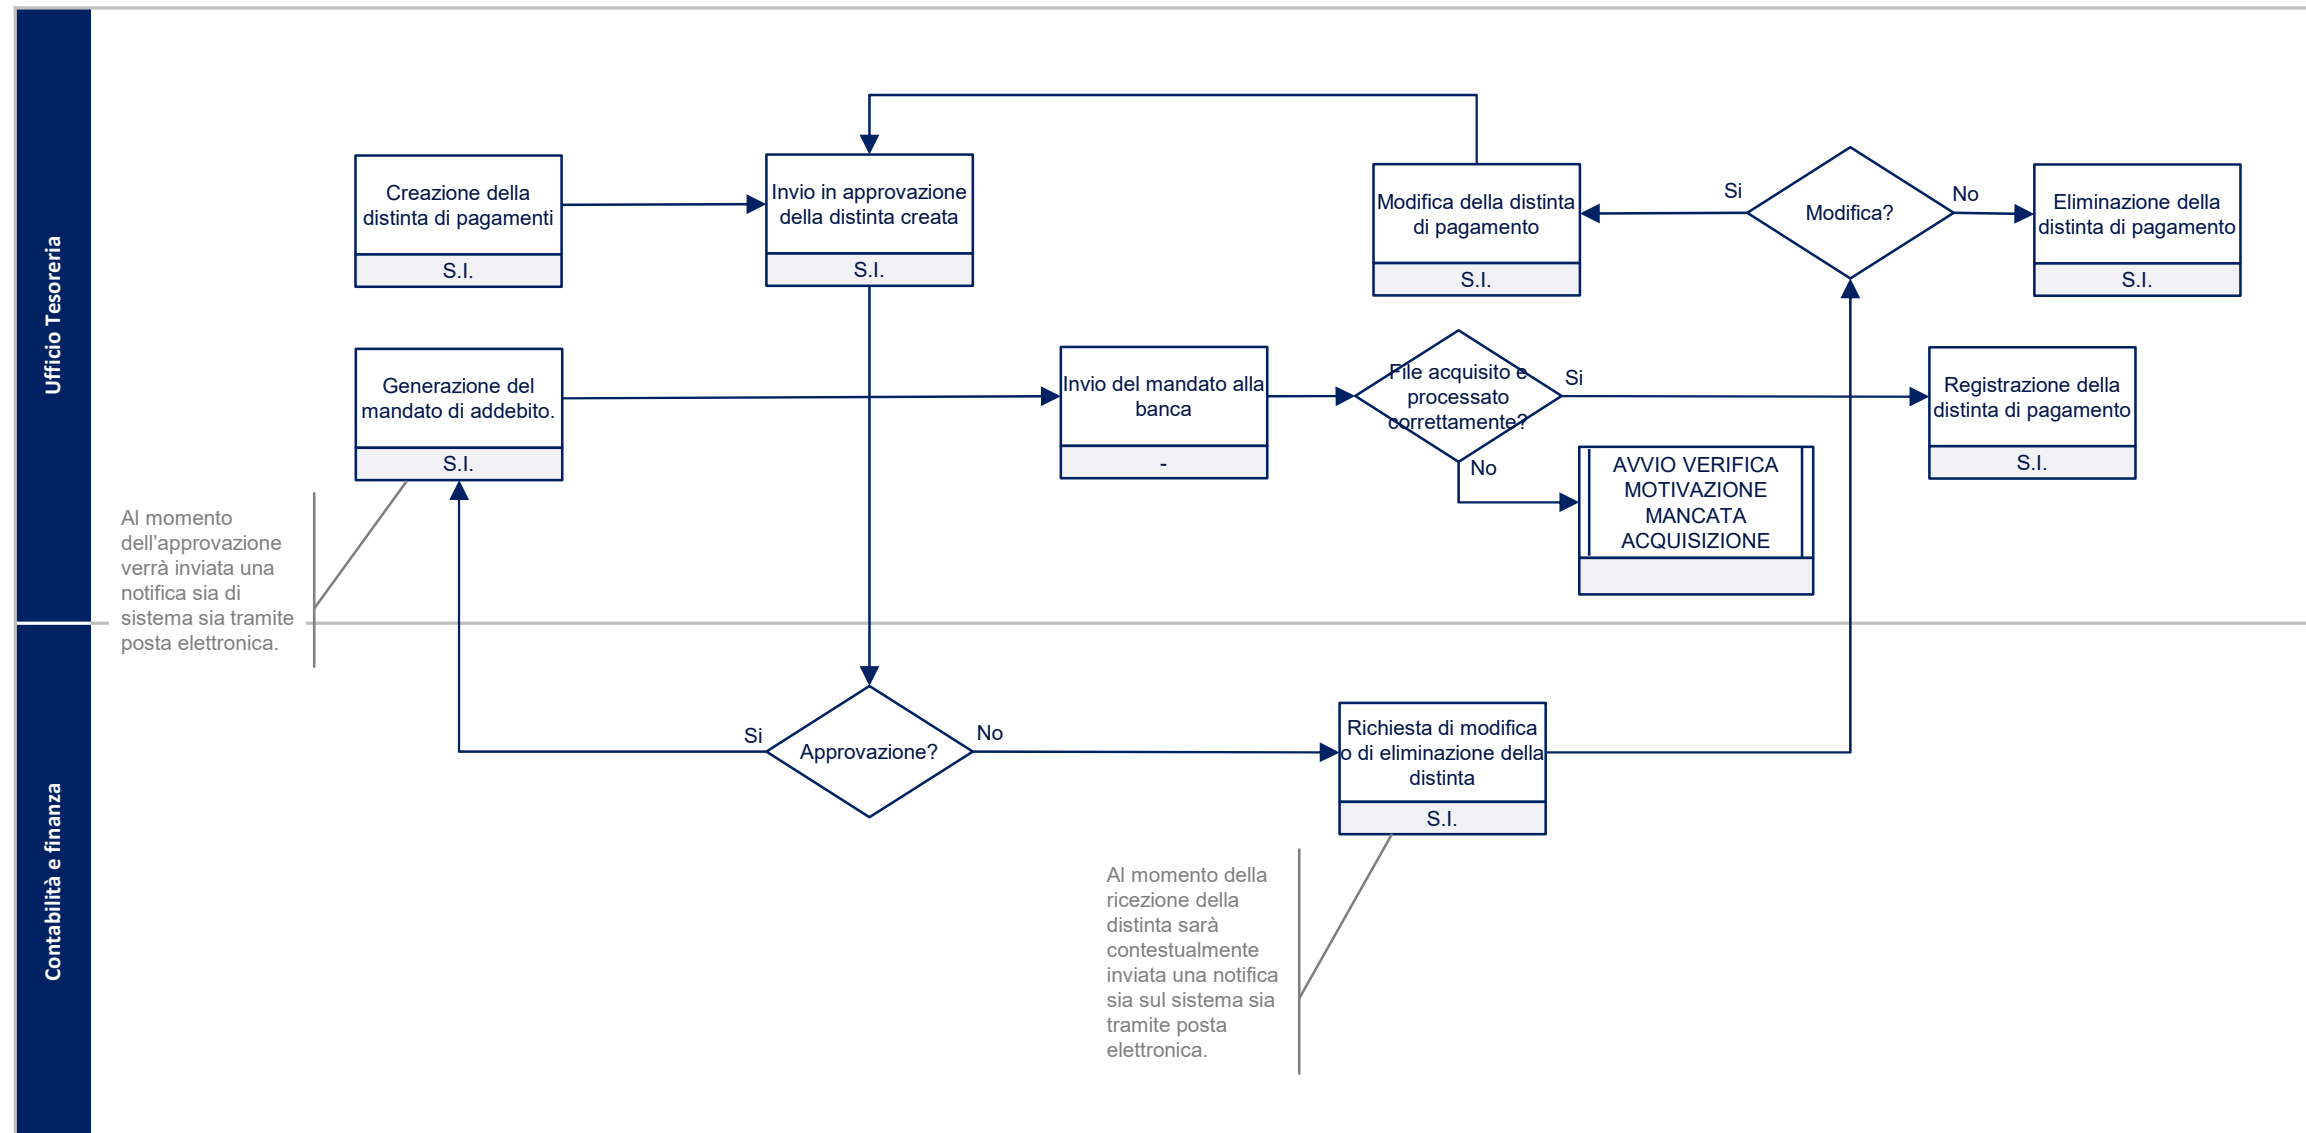 Ufficio Tesoreria
Creazione della
distinta di pagamenti
S.I.
Invio in approvazione
della distinta creata
S.I.
Modifica della distinta
di pagamento
S.I.
Si
Modifica?
No
Eliminazione della
distinta di pagamento
S.I.
Generazione del
mandato di addebito.
S.I.
Invio del mandato alla
banca
-
File acquisito e
processato
correttamente?
Si
No
Registrazione della
distinta di pagamento
S.I.
AVVIO VERIFICA
MOTIVAZIONE
MANCATA
ACQUISIZIONE
Al momento
dell’approvazione
verrà inviata una
notifica sia di
sistema sia tramite
posta elettronica.
Contabilità e finanza
Si
Approvazione?
No
Richiesta di modifica
o di eliminazione della
distinta
S.I.
Al momento della
ricezione della
distinta sarà
contestualmente
inviata una notifica
sia sul sistema sia
tramite posta
elettronica.